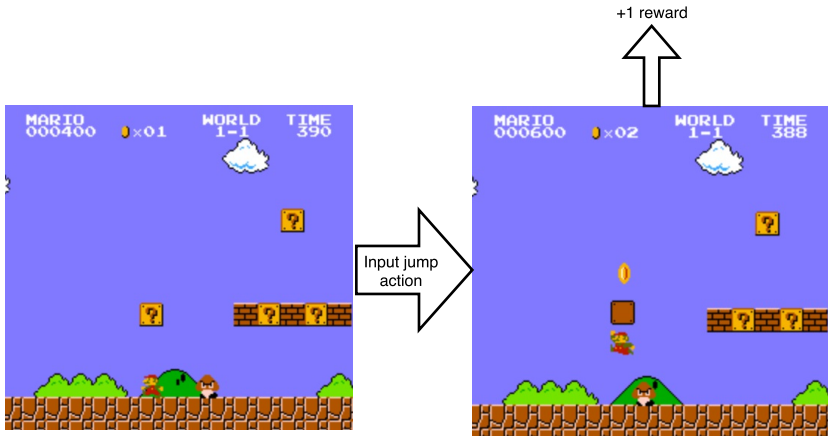 +1 reward
MARIO WORLD TIME
000400 ×01 1-1 390
? 
? ? ?
Input jump
action
MARIO WORLD TIME
000600 ×02 1-1 388
?
? ?